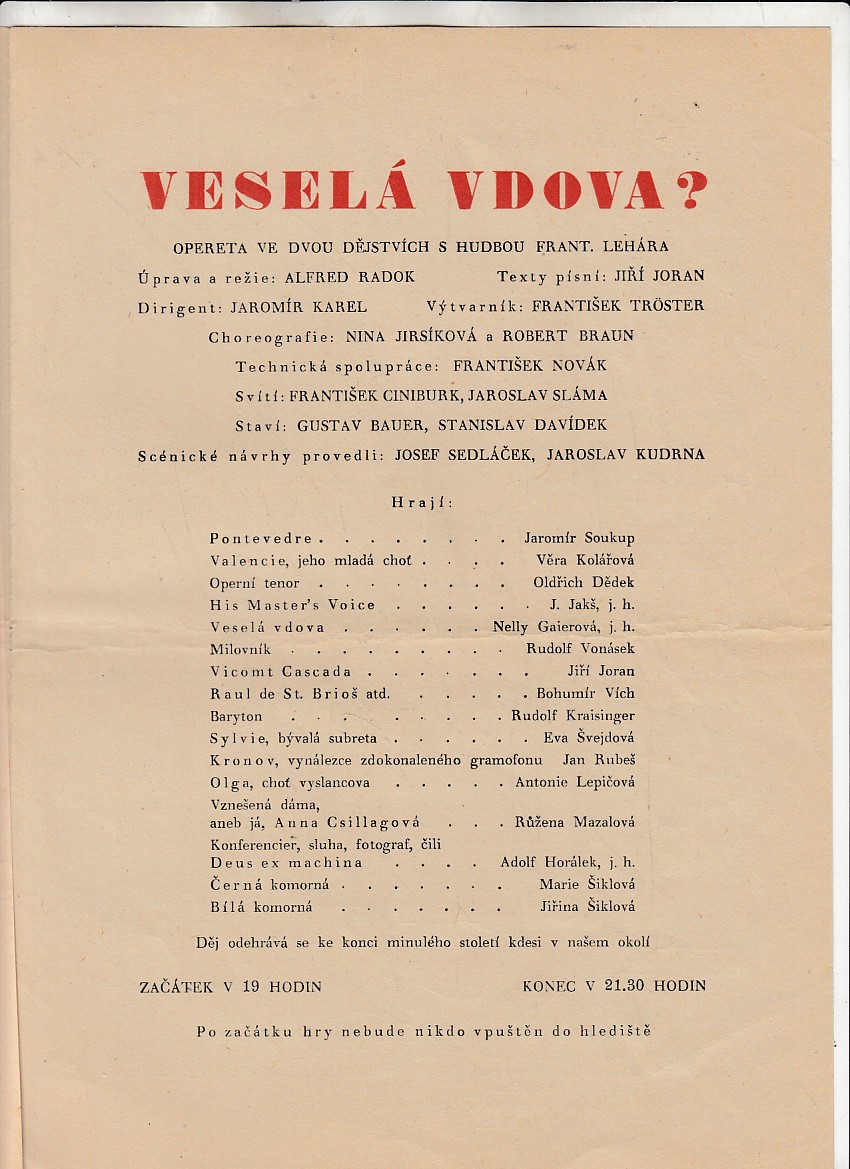 VESELÁ VDOVA?
OPERETA VE DVOU DĚJSTVÍCH S HUDBOU FRANT. LEHÁRA
Úprava a režie: ALFRED RADOK Texty písní: JIŘÍ JORAN
Dirigent: JAROMÍR KAREL Výtvarník: FRANTIŠEK TRÖSTER
Choreografie: NINA JIRSÍKOVÁ a ROBERT BRAUN
Technická spolupráce: FRANTIŠEK NOVÁK
Svítí: FRANTIŠEK CINIBURK, JAROSLAV SLÁMA
Staví: GUSTAV BAUER, STANISLAV DAVÍDEK
Scénické návrhy provedli: JOSEF SEDLÁČEK, JAROSLAV KUDRNA
Hrají:
Pontevedre . . . . . . . . Jaromír Soukup
Valencie, jeho mladá choť . . . . Věra Kolářová
Operní tenor . . . . . . . . Oldřich Dědek
His Master's Voice . . . . . . J. Jakš, j. h.
Veselá vdova . . . . . . Nelly Gaierová, j. h.
Milovník . . . . . . . . . Rudolf Vonásek
Vicomt Cascada . . . . . . . Jiří Joran
Raul de St. Brioš atd. . . . . . Bohumír Vích
Baryton . . . . . . . . . Rudolf Kraisinger
Sylvie, bývalá subreta . . . . . . Eva Švejdová
Kronov, vynálezce zdokonaleného gramofonu Jan Rubeš
Olga, choť vyslancova . . . . . Antonie Lepičová
Vznešená dáma,
aneb já, Anna Csillagová . . . Růžena Mazalová
Konferencier, sluha, fotograf, čili
Deus ex machina . . . . Adolf Horálek, j. h.
Černá komorná . . . . . . . Marie Šiklová
Bílá komorná . . . . . . . Jiřina Šiklová
Děj odehrává se ke konci minulého století kdesi v našem okolí
ZAČÁTEK V 19 HODIN KONEC V 21.30 HODIN
Po začátku hry nebude nikdo vpuštěn do hlediště